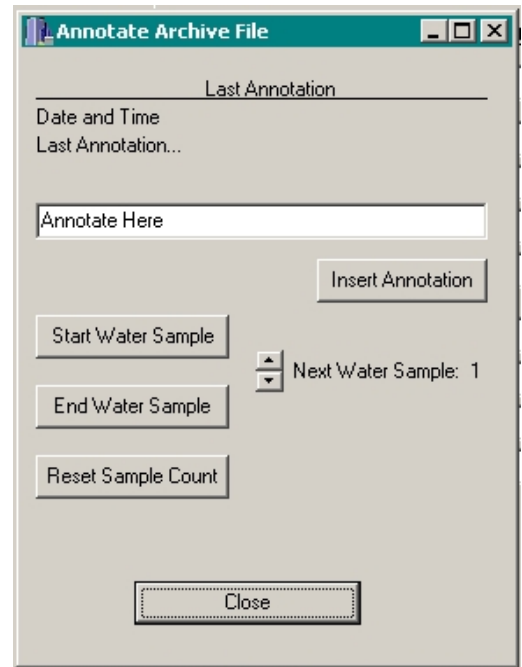 Annotate Archive File
Last Annotation
Date and Time
Last Annotation...
Annotate Here
Insert Annotation
Start Water Sample
Next Water Sample: 1
End Water Sample
Reset Sample Count
Close